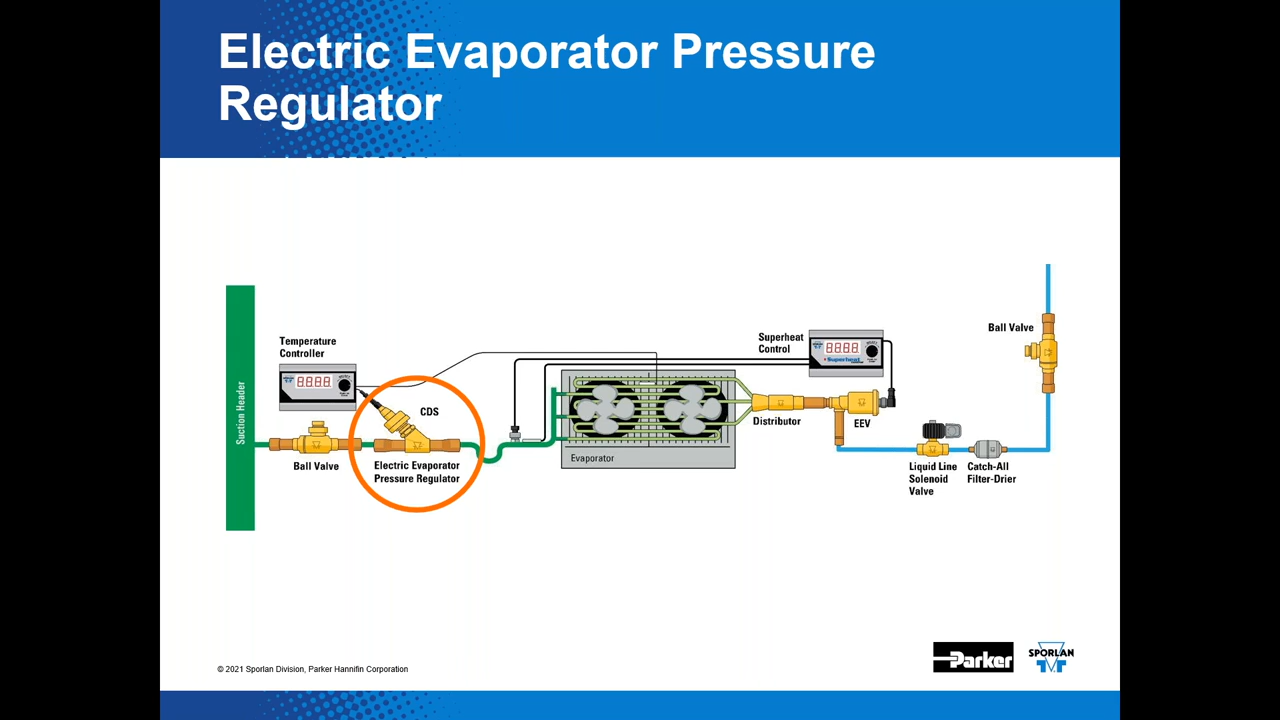 Electric Evaporator Pressure
Regulator
Temperature
Controller
CDS
Suction Header
Ball Valve
Electric Evaporator
Pressure Regulator
Evaporator
Superheat
Control
Superheat
Distributor
EEV
Liquid Line
Solenoid
Valve
Catch-All
Filter-Drier
Ball Valve
© 2021 Sporlan Division, Parker Hannifin Corporation
Parker
SPORLAN